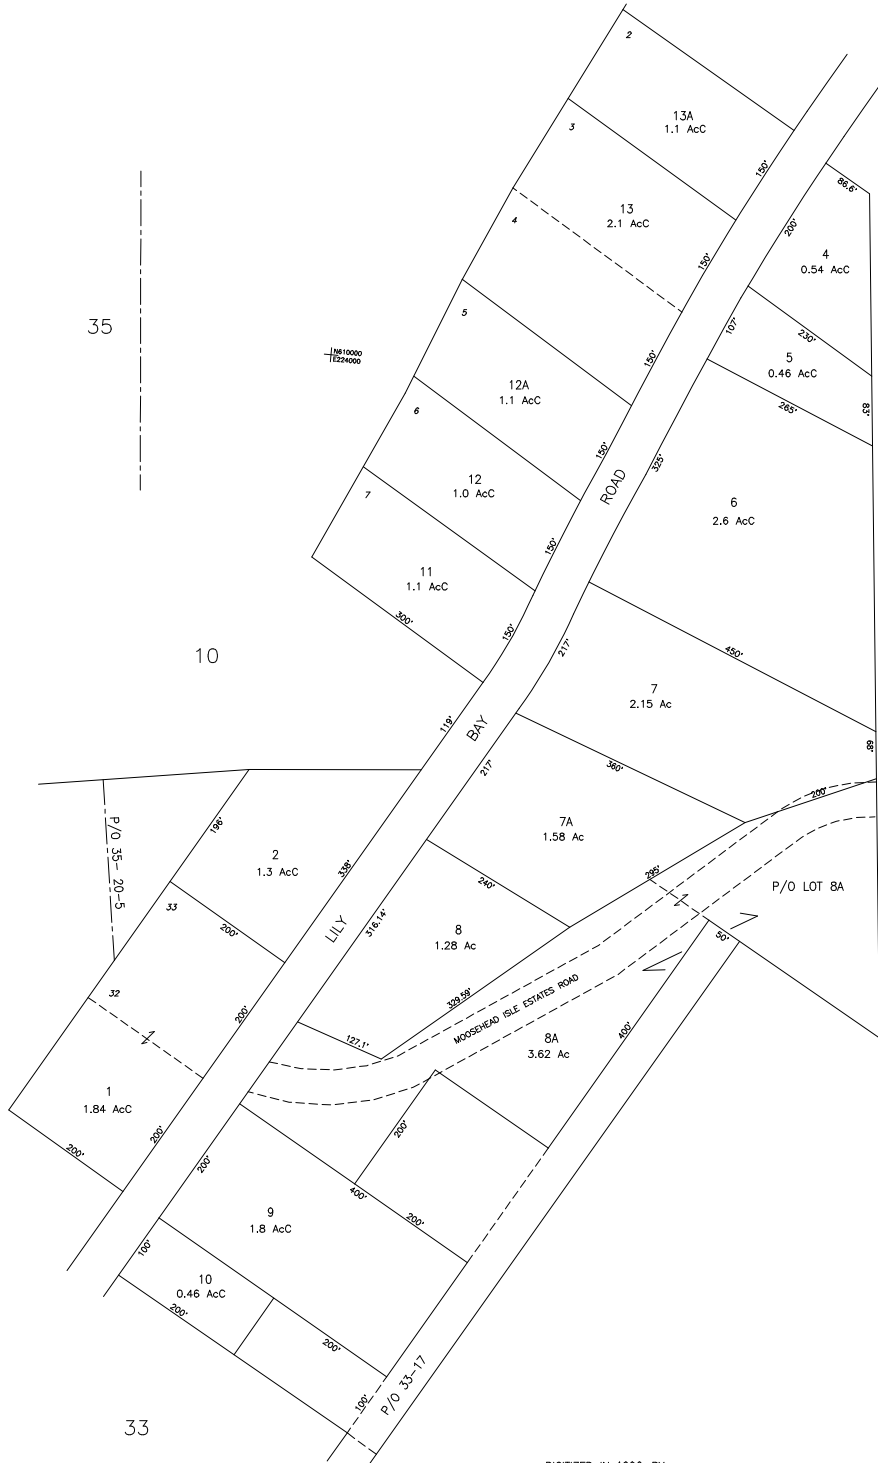 2
13A
1.1 AcC
150'
86.6'
3
13
2.1 AcC
200'
4
0.54 AcC
4
150'
35
5
150'
107'
230'
5
0.46 AcC
N610000
E224000
12A
1.1 AcC
265'
83'
6
150'
325'
ROAD
12
1.0 AcC
7
6
2.6 AcC
150'
11
1.1 AcC
300'
150'
217'
10
450'
7
2.15 Ac
119'
BAY
68'
217'
360'
200'
196'
P/O 35- 20-5
2
1.3 AcC
338'
7A
1.58 Ac
295'
P/O LOT 8A
240'
33
200'
LILY
316.14'
8
1.28 Ac
50'
32
200'
329.59'
MOOSEHEAD ISLE ESTATES ROAD
127.1'
8A
3.62 Ac
400'
1
1.84 AcC
200'
200'
200'
200'
400'
9
1.8 AcC
200'
100'
10
0.46 AcC
200'
200'
100'
P/O 33-17
33